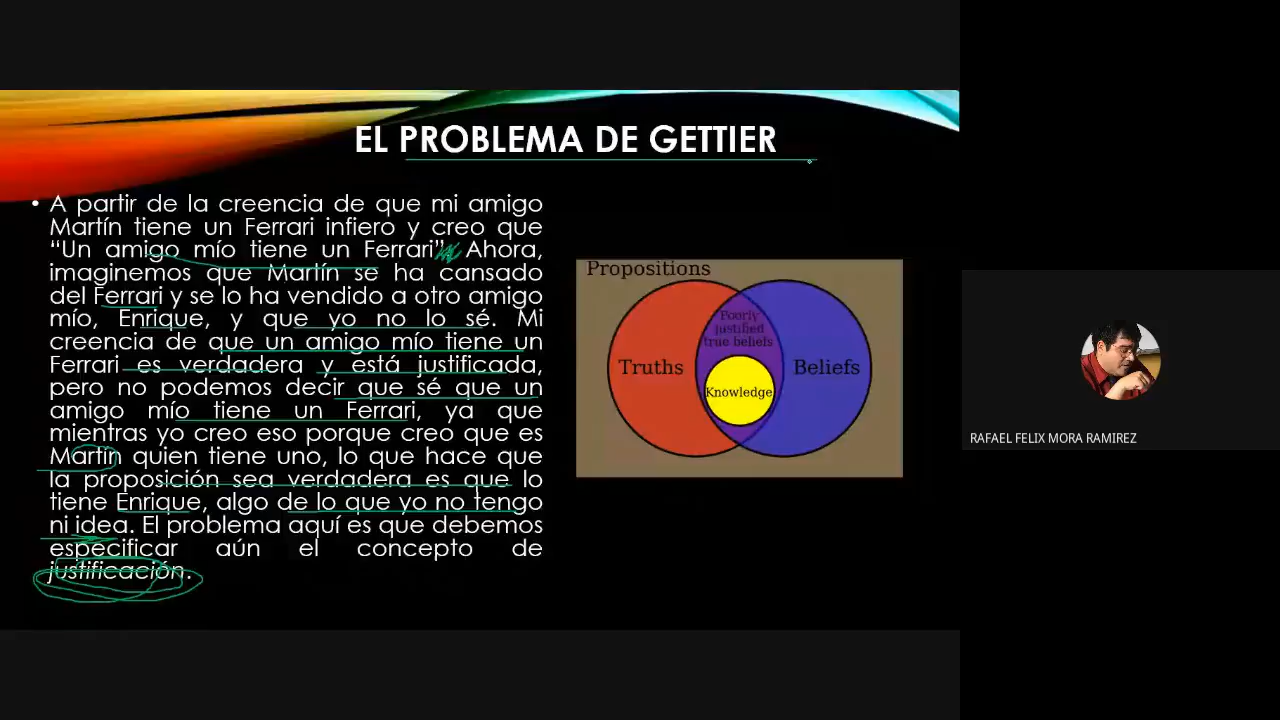 EL PROBLEMA DE GETTIER
• A partir de la creencia de que mi amigo
Martín tiene un Ferrari infiero y creo que
“Un amigo mío tiene un Ferrari”. Ahora,
imaginemos que Martín se ha cansado
del Ferrari y se lo ha vendido a otro amigo
mío, Enrique, y que yo no lo sé. Mi
creencia de que un amigo mío tiene un
Ferrari es verdadera y está justificada,
pero no podemos decir que sé que un
amigo mío tiene un Ferrari, ya que
mientras yo creo eso porque creo que es
Martín quien tiene uno, lo que hace que
la proposición sea verdadera es que lo
tiene Enrique, algo de lo que yo no tengo
ni idea. El problema aquí es que debemos
especificar aún el concepto de
justificación.
Propositions
Poorly
justified
true beliefs
Truths
Beliefs
Knowledge
RAFAEL FELIX MORA RAMIREZ